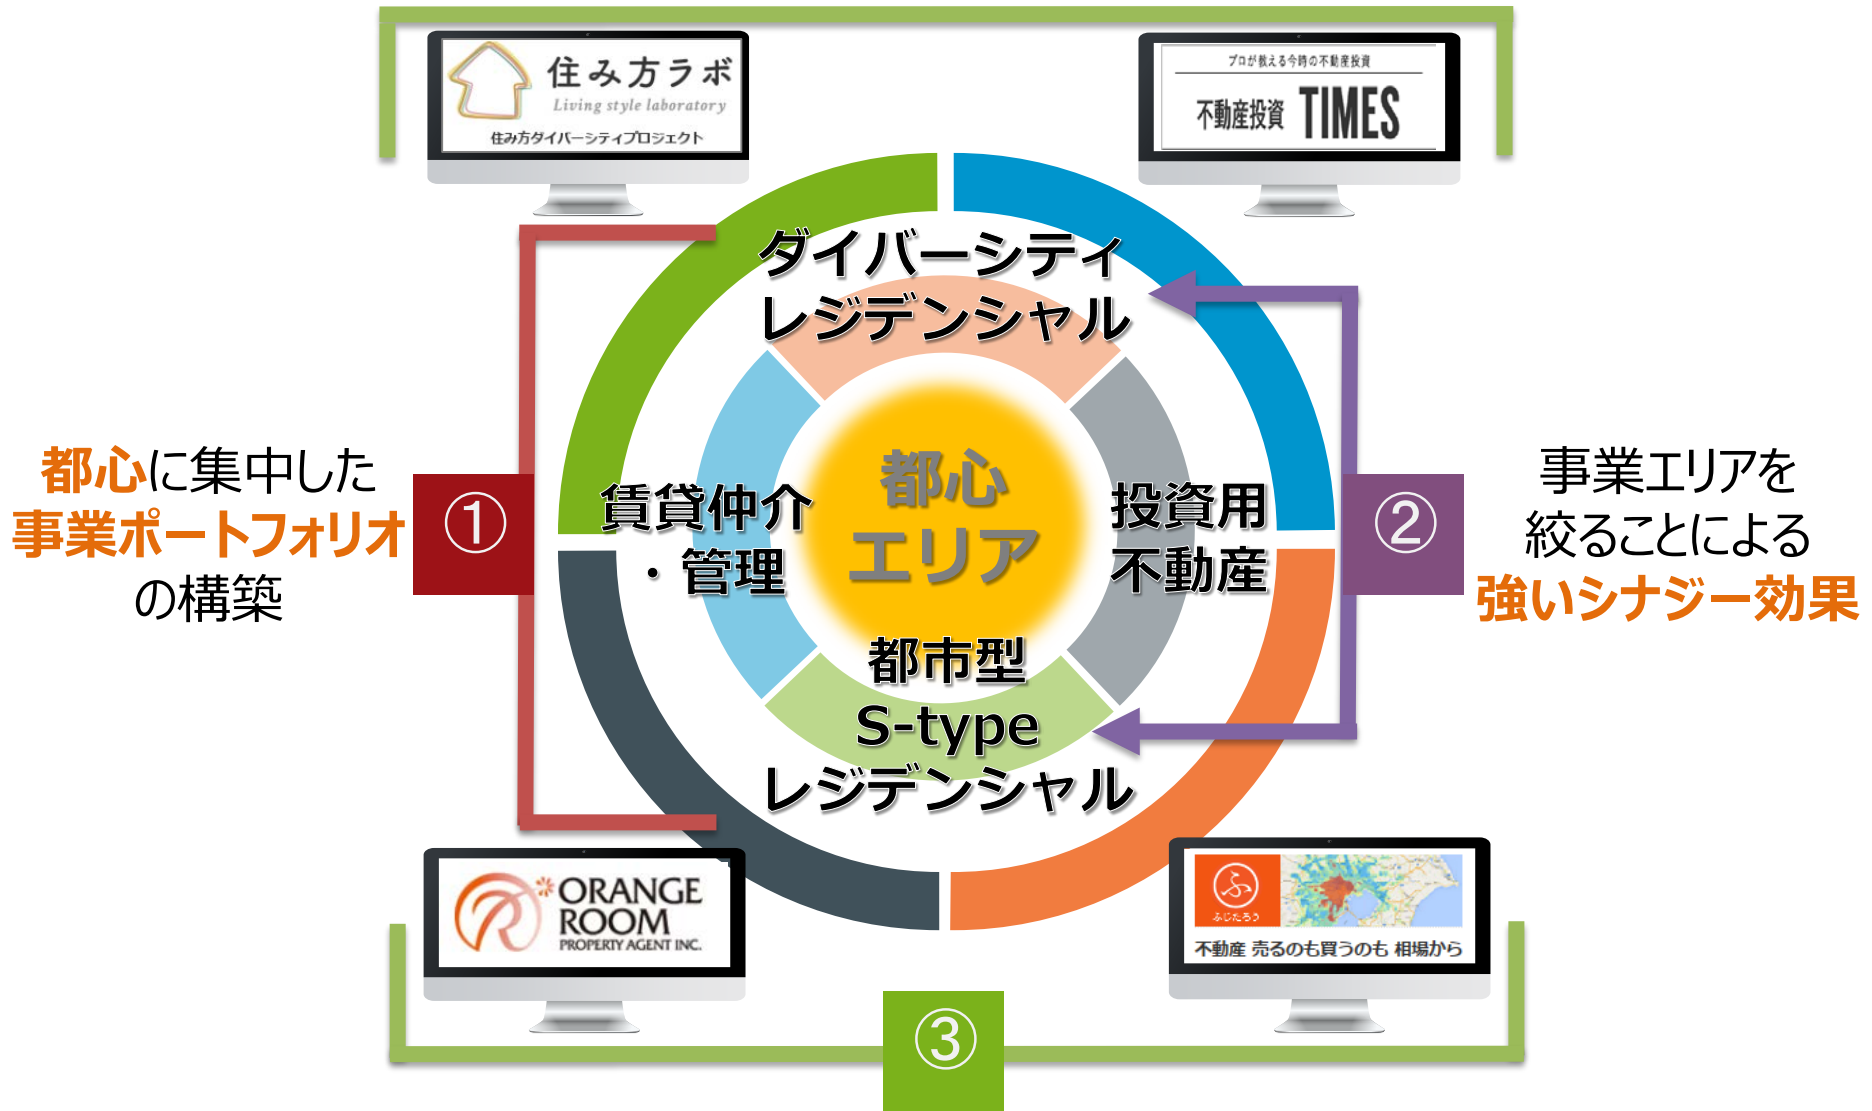 住み方ラボ
Living style laboratory
住み方ダイバーシティプロジェクト
プロが教える今時の不動産投資
不動産投資 TIMES
ダイバーシティ
レジデンシャル
都心に集中した
事業ポートフォリオ
の構築
①
賃貸仲介
・管理
都心
エリア
投資用
不動産
②
事業エリアを
絞ることによる
強いシナジー効果
都市型
S-type
レジデンシャル
ORANGE
ROOM
PROPERTY AGENT INC.
ふ
ふじたろう
不動産 売るのも買うのも 相場から
③